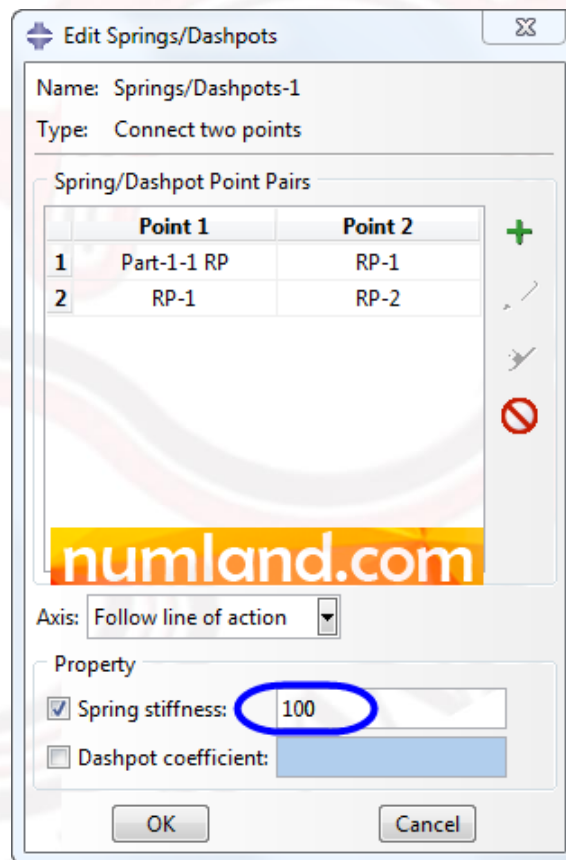 Edit Springs/Dashpots
Name: Springs/Dashpots-1
Type: Connect two points
Spring/Dashpot Point Pairs
Point 1 Point 2
1 Part-1-1 RP RP-1
2 RP-1 RP-2
numland.com
Axis: Follow line of action
Property
Spring stiffness: 100
Dashpot coefficient:
OK Cancel